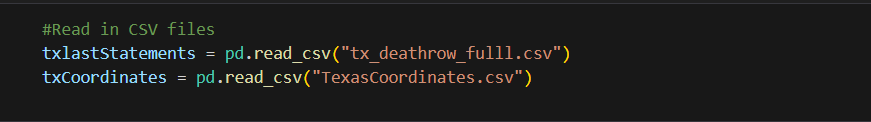 #Read in CSV files
txlastStatements = pd.read_csv("tx_deathrow_fulll.csv")
txCoordinates = pd.read_csv("TexasCoordinates.csv")